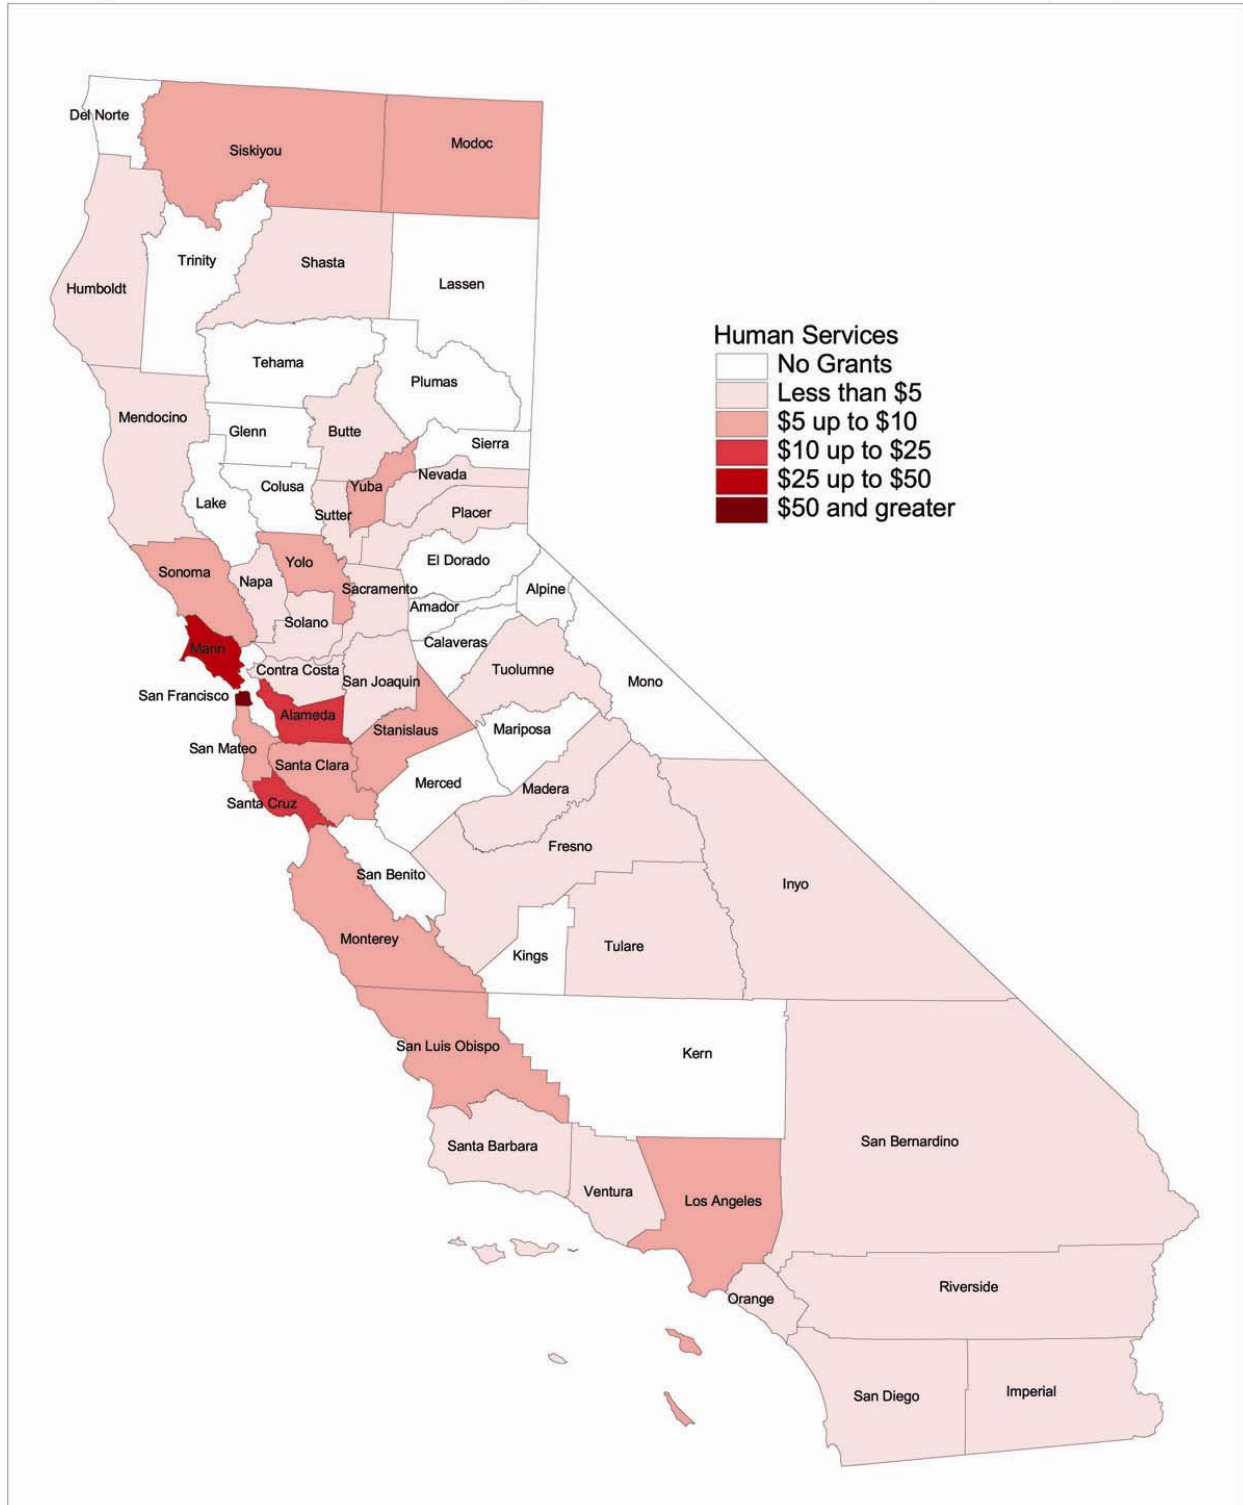 Del Norte
Siskiyou
Modoc
Trinity
Shasta
Lassen
Humboldt
Human Services
No Grants
Less than $5
$5 up to $10
$10 up to $25
$25 up to $50
$50 and greater
Tehama
Plumas
Mendocino
Glenn
Butte
Sierra
Nevada
Colusa
Yuba
Lake
Sutter
Placer
Yolo
El Dorado
Sonoma
Napa
Sacramento
Alpine
Amador
Solano
Calaveras
Marin
Contra Costa
San Joaquin
Tuolumne
Mono
San Francisco
Alameda
Stanislaus
Mariposa
San Mateo
Santa Clara
Merced
Madera
Santa Cruz
Fresno
San Benito
Inyo
Monterey
Tulare
Kings
San Luis Obispo
Kern
Santa Barbara
San Bernardino
Ventura
Los Angeles
Riverside
Orange
San Diego
Imperial